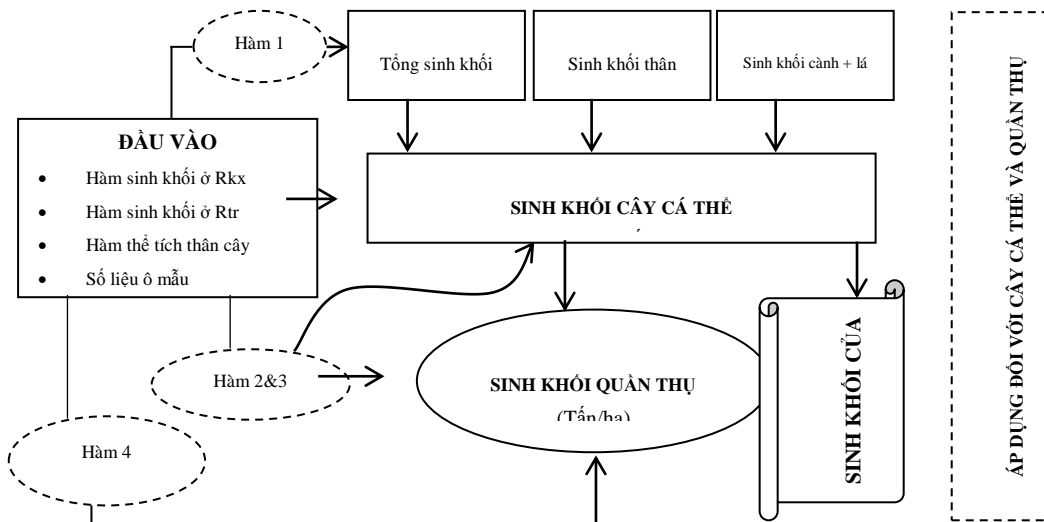 Hàm 1
Tổng sinh khối
Sinh khối thân
Sinh khối cành + lá
ĐẦU VÀO
• Hàm sinh khối ở Rkx
• Hàm sinh khối ở Rtr
• Hàm thể tích thân cây
• Số liệu ô mẫu
SINH KHỐI CÂY CÁ THỂ
Hàm 2&3
SINH KHỐI QUẦN THỤ
(Tấn/ha)
SINH KHỐI CỦA
Hàm 4
ÁP DỤNG ĐỐI VỚI CÂY CÁ THỂ VÀ QUẦN THỤ